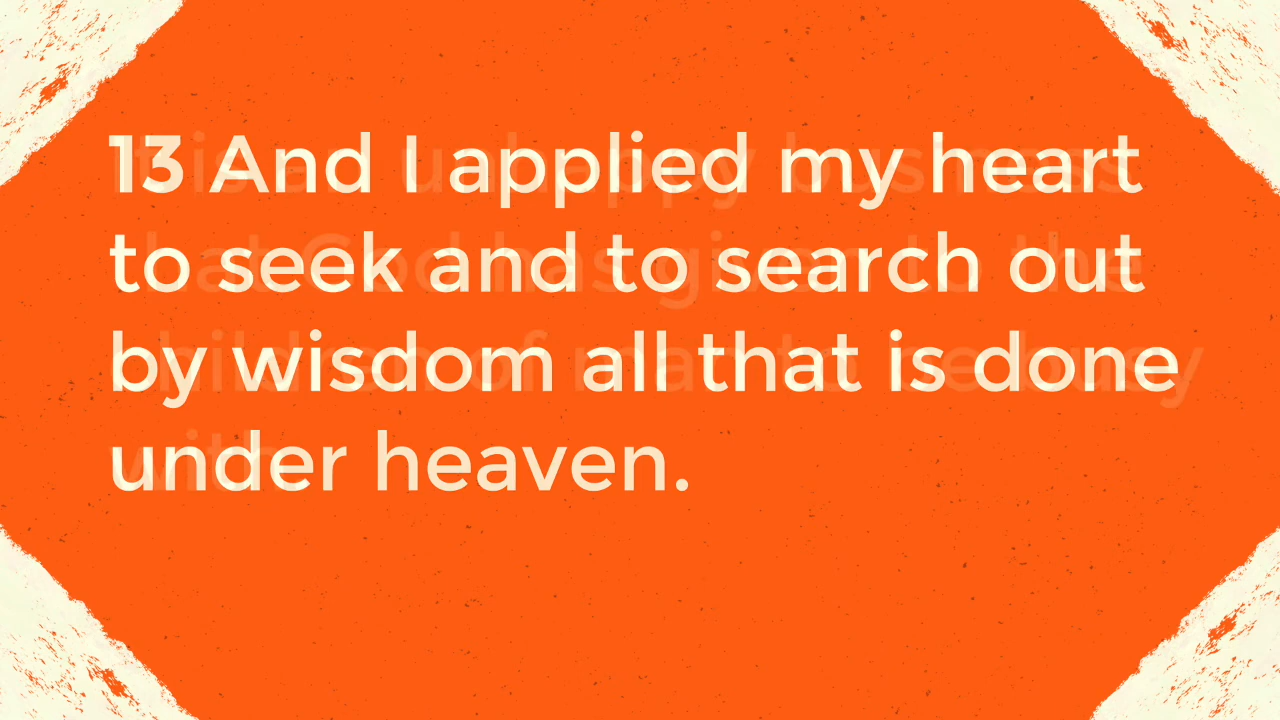 13 And I applied my heart
to seek and to search out
by wisdom all that is done
under heaven.